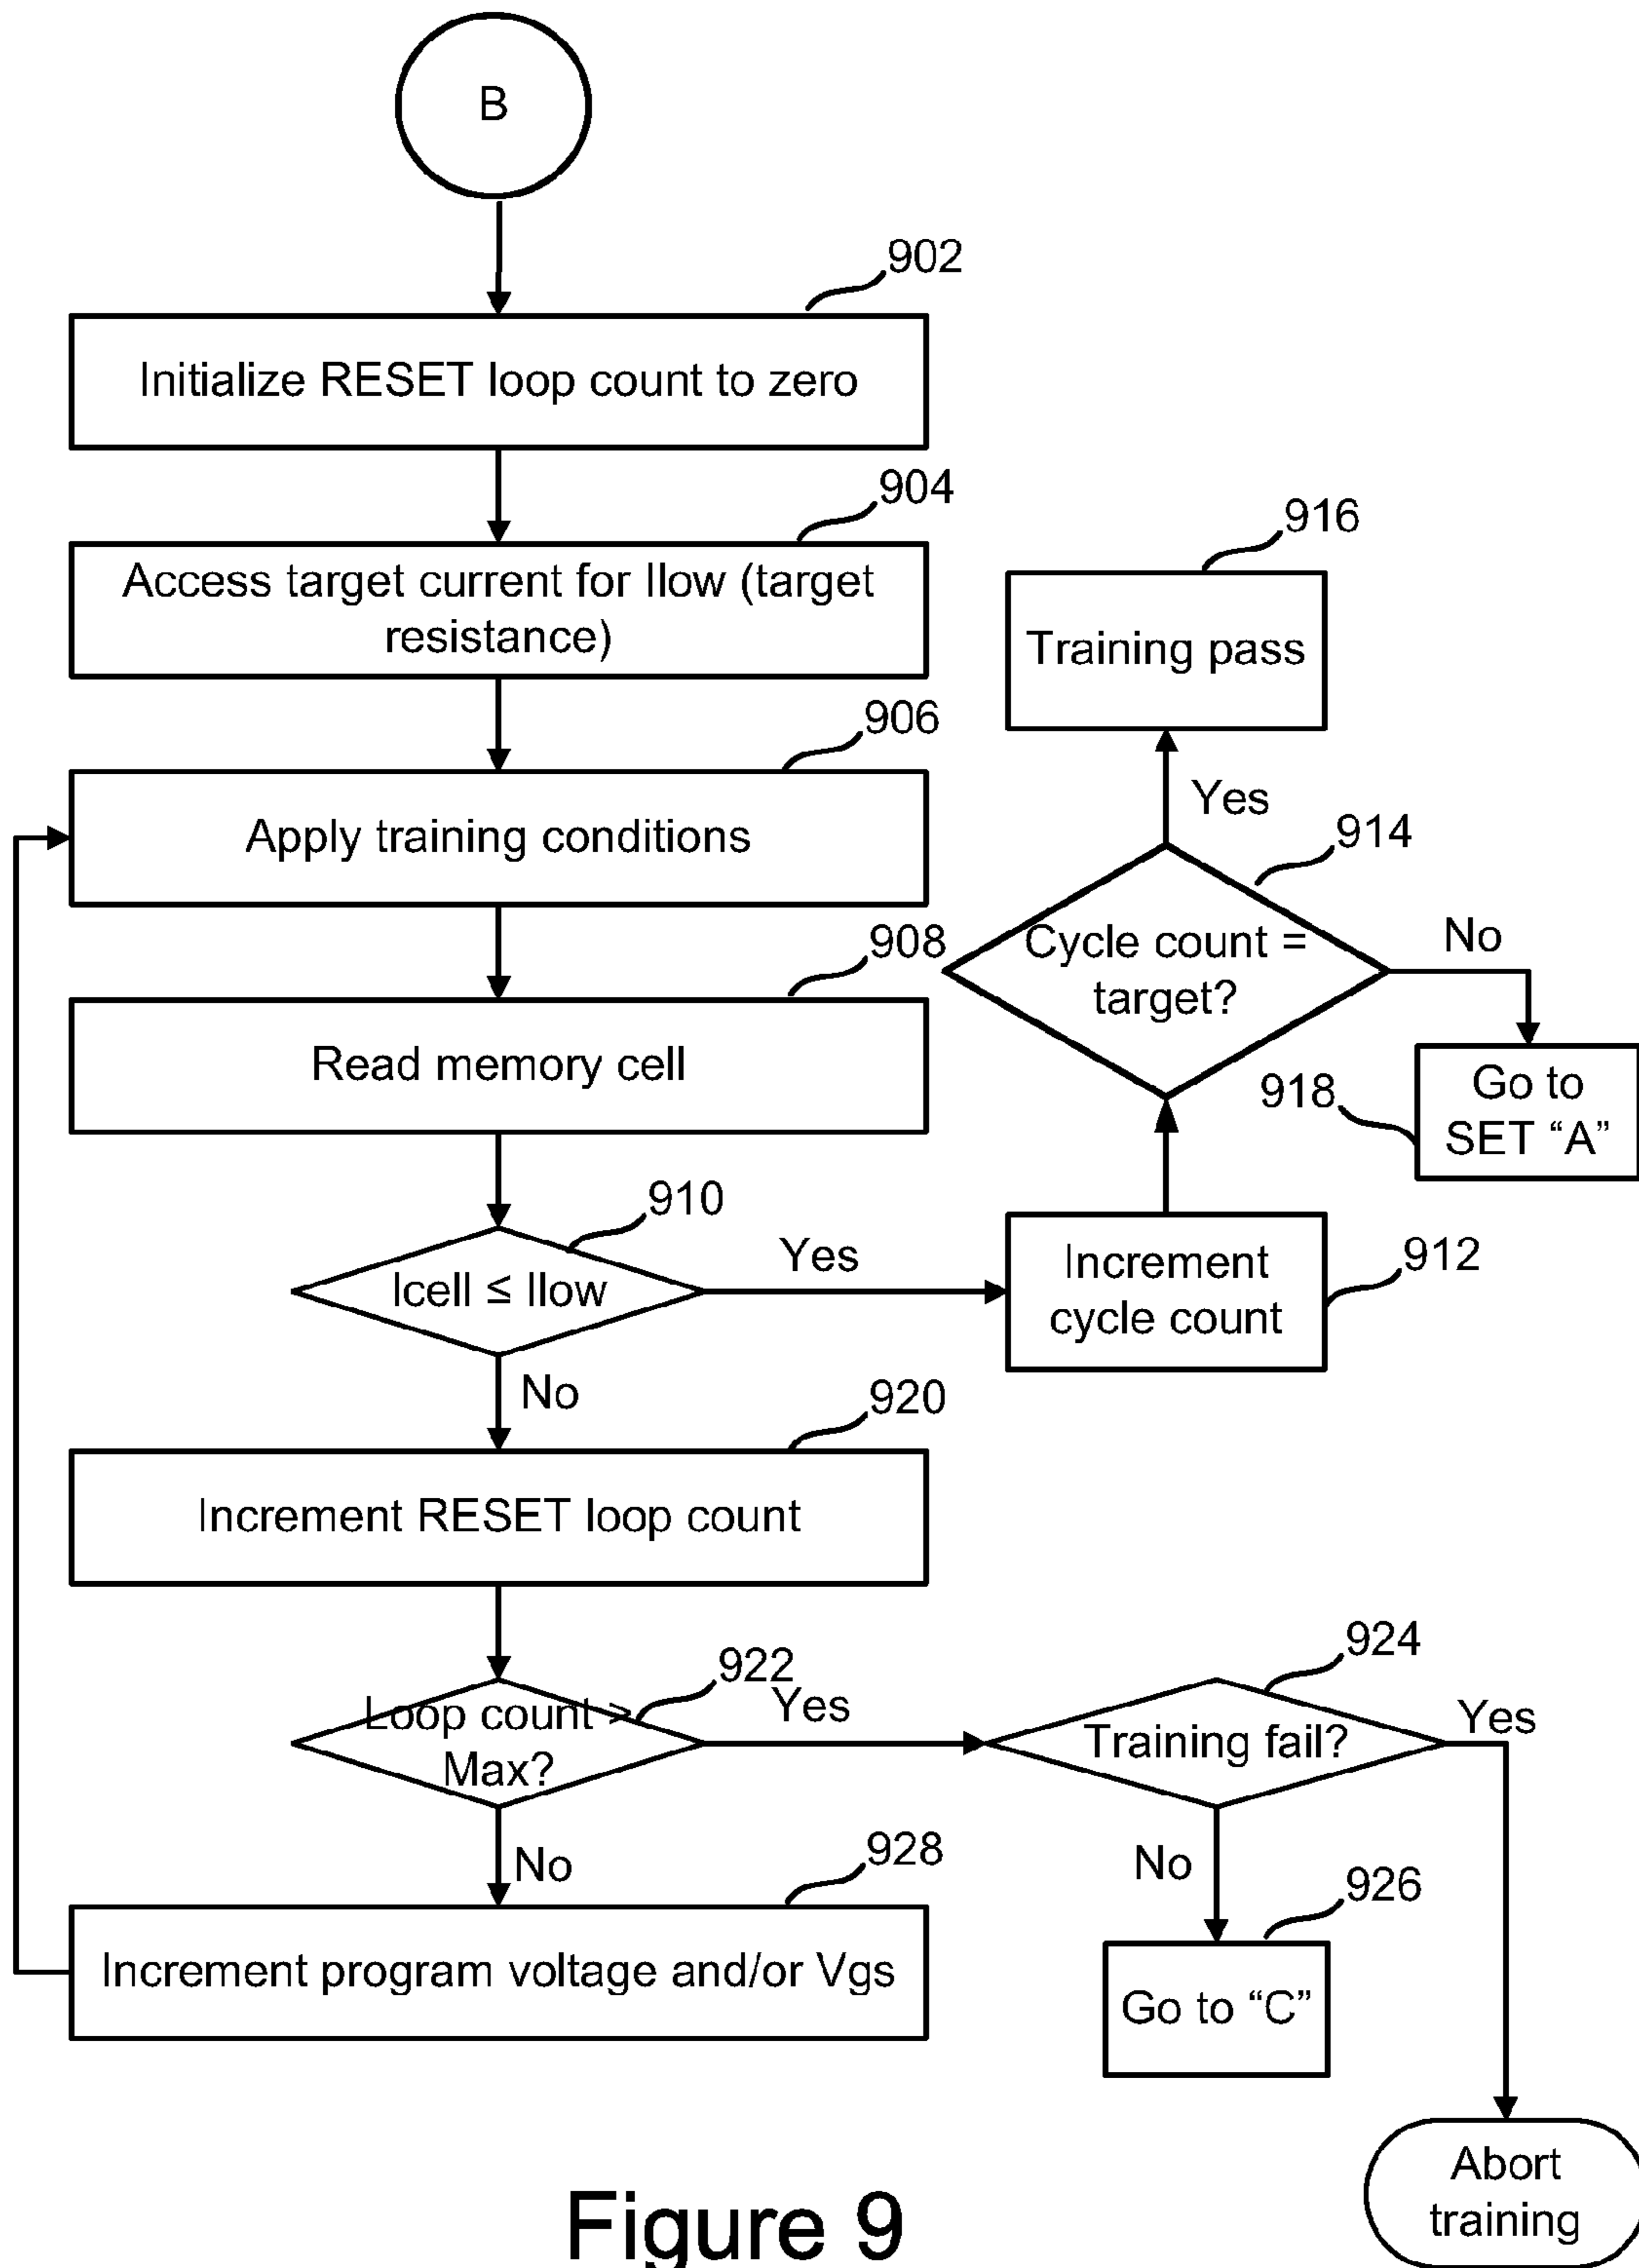 B
902
Initialize RESET loop count to zero
904
Access target current for Ilow (target
resistance)
916
Training pass
906
Apply training conditions
Yes
914
Cycle count =
target?
No
908
Read memory cell
918
Go to
SET “A”
910
Icell ≤ Ilow
Yes
Increment
cycle count
912
No
920
Increment RESET loop count
922
Loop count >
Max?
Yes
924
Training fail?
Yes
No
928
Increment program voltage and/or Vgs
No
926
Go to “C”
Abort
training
Figure 9